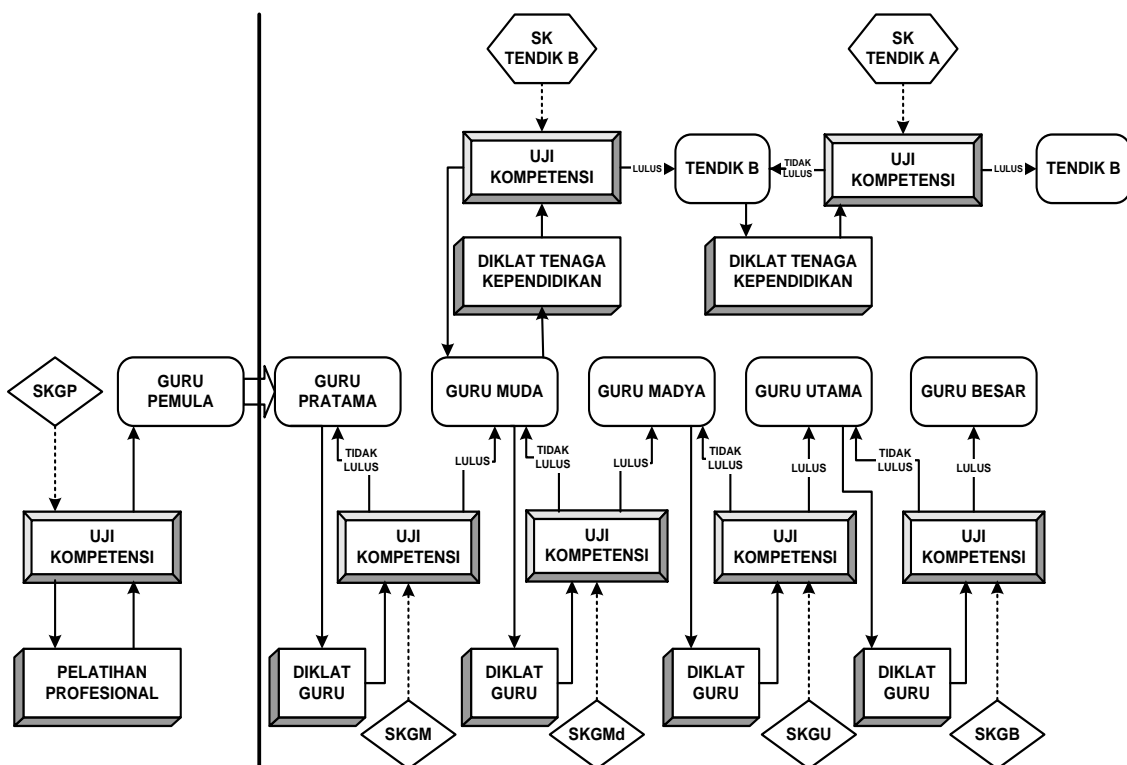 SK
TENDIK B
SK
TENDIK A
UJI
KOMPETENSI
LULUS
TENDIK B
TIDAK
LULUS
UJI
KOMPETENSI
LULUS
TENDIK B
DIKLAT TENAGA
KEPENDIDIKAN
DIKLAT TENAGA
KEPENDIDIKAN
SKGP
GURU
PEMULA
GURU
PRATAMA
GURU MUDA
GURU MADYA
GURU UTAMA
GURU BESAR
TIDAK
LULUS
LULUS
TIDAK
LULUS
LULUS
TIDAK
LULUS
LULUS
TIDAK
LULUS
LULUS
UJI
KOMPETENSI
UJI
KOMPETENSI
UJI
KOMPETENSI
UJI
KOMPETENSI
UJI
KOMPETENSI
PELATIHAN
PROFESIONAL
DIKLAT
GURU
DIKLAT
GURU
DIKLAT
GURU
DIKLAT
GURU
SKGM
SKGMd
SKGU
SKGB